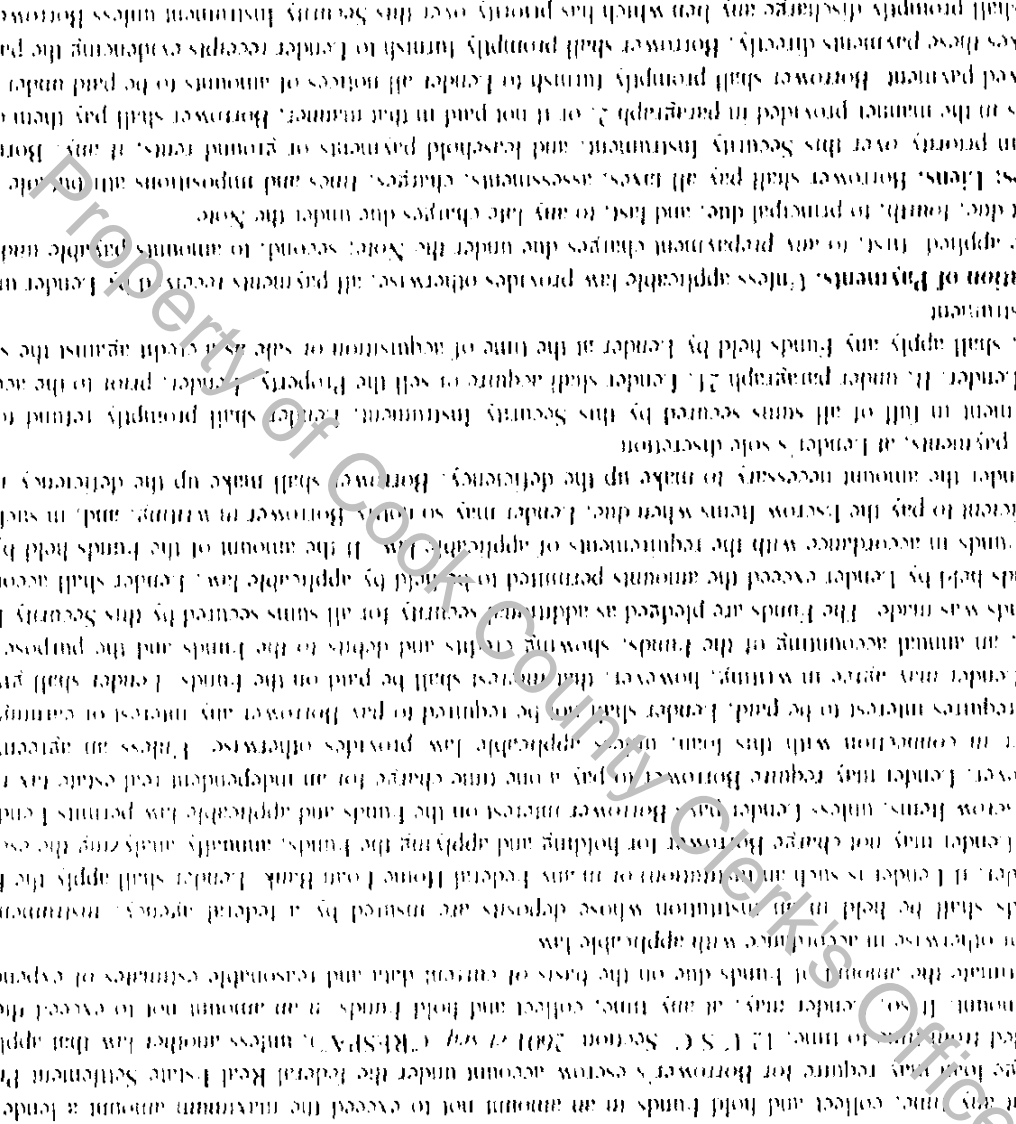 t any time, collect and hold Funds in an amount not to exceed the maximum amount a lende
ge loan may require for Borrower's escrow account under the federal Real Estate Settlement Pr
ded from time to time, 12 U.S.C. Section 2601 et seq. ("RESPA"), unless another law that appli
mount. If so, Lender may, at any time, collect and hold Funds in an amount not to exceed the
timate the amount of Funds due on the basis of current data and reasonable estimates of expend
or otherwise in accordance with applicable law
ds shall be held in an institution whose deposits are insured by a federal agency, instrumen
der, if Lender is such an institution or in any Federal Home Loan Bank. Lender shall apply the
Lender may not charge Borrower for holding and applying the Funds, annually analyzing the esc
scrow Items, unless Lender pays Borrower interest on the Funds and applicable law permits Lend
ver, Lender may require Borrower to pay a one time charge for an independent real estate tax r
r in connection with this loan, unless applicable law provides otherwise. Unless an agreem
requires interest to be paid, Lender shall not be required to pay Borrower any interest or earning
Lender may agree in writing, however, that interest shall be paid on the Funds. Lender shall giv
, an annual accounting of the Funds, showing credits and debits to the Funds and the purpose
nds was made. The Funds are pledged as additional security for all sums secured by this Security I
nds held by Lender exceed the amounts permitted to be held by applicable law, Lender shall accou
unds in accordance with the requirements of applicable law. If the amount of the Funds held by
icient to pay the Escrow Items when due, Lender may so notify Borrower in writing, and, in such
nder the amount necessary to make up the deficiency. Borrower shall make up the deficiency i
payments, at Lender's sole discretion
ment in full of all sums secured by this Security Instrument, Lender shall promptly refund to
Lender. If, under paragraph 21, Lender shall acquire or sell the Property, Lender, prior to the ac
, shall apply any Funds held by Lender at the time of acquisition or sale as a credit against the s
strument
ation of Payments. Unless applicable law provides otherwise, all payments received by Lender un
e applied: first, to any prepayment charges due under the Note; second, to amounts payable und
t due; fourth, to principal due; and last, to any late charges due under the Note
s; Liens. Borrower shall pay all taxes, assessments, charges, fines and impositions attributable
in priority over this Security Instrument, and leasehold payments or ground rents, if any. Borr
s in the manner provided in paragraph 2, or if not paid in that manner, Borrower shall pay them o
ved payment. Borrower shall promptly furnish to Lender all notices of amounts to be paid under
kes these payments directly, Borrower shall promptly furnish to Lender receipts evidencing the pa
shall promptly discharge any lien which has priority over this Security Instrument unless Borrowe
Property of Cook County Clerk's Office